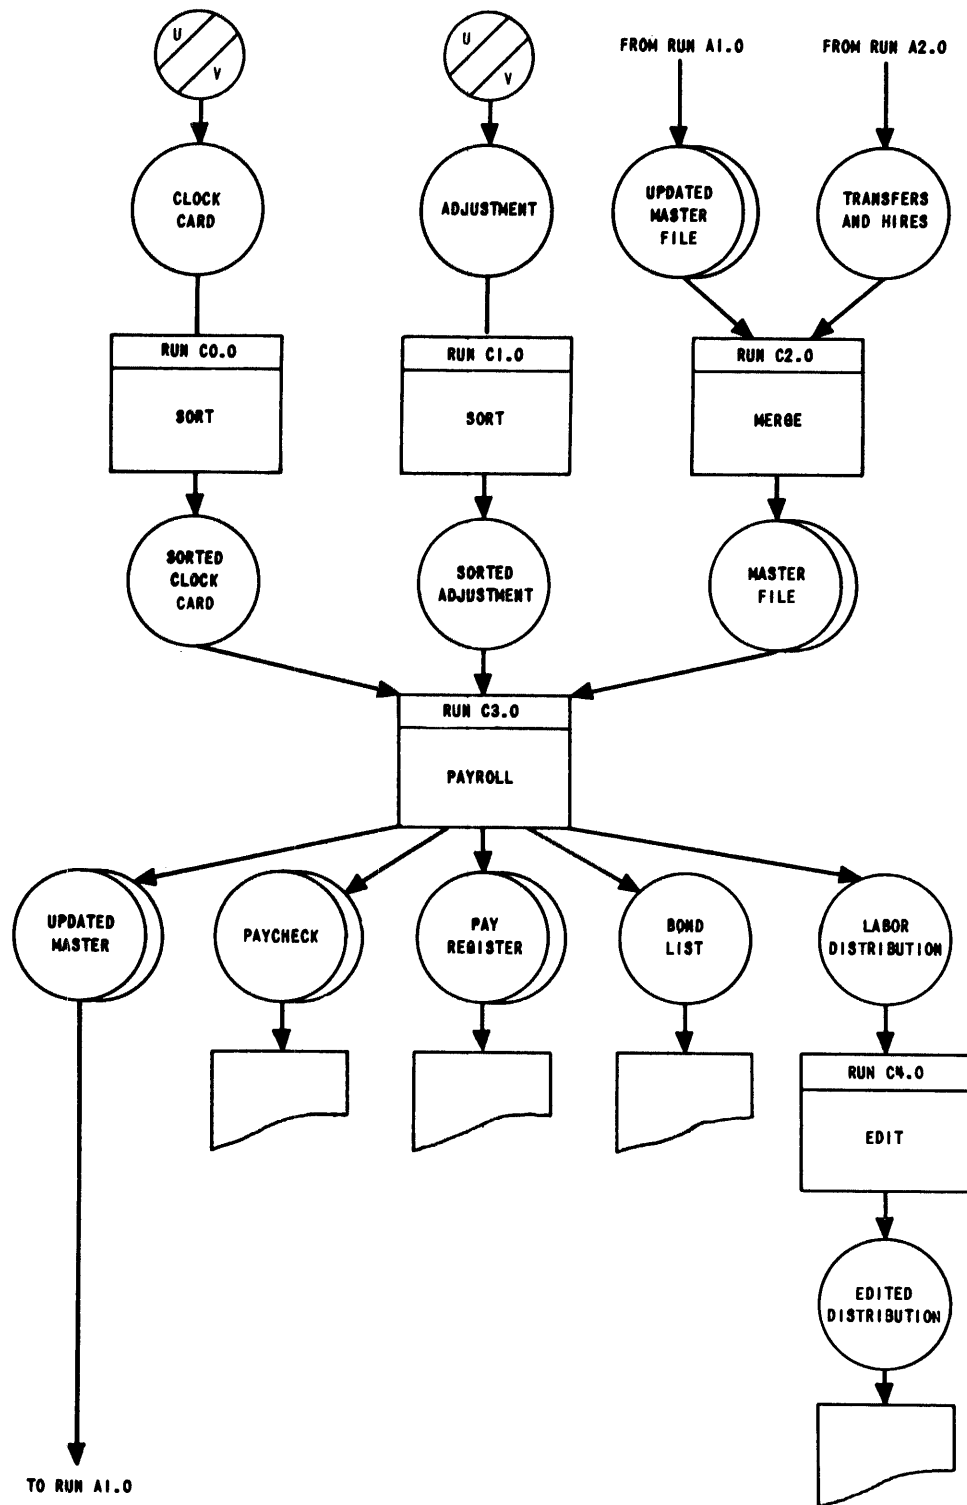 U
V
U
V
FROM RUN A1.0
FROM RUN A2.0
CLOCK
CARD
ADJUSTMENT
UPDATED
MASTER
FILE
TRANSFERS
AND HIRES
RUN C0.0
SORT
RUN C1.0
SORT
RUN C2.0
MERGE
SORTED
CLOCK
CARD
SORTED
ADJUSTMENT
MASTER
FILE
RUN C3.0
PAYROLL
UPDATED
MASTER
PAYCHECK
PAY
REGISTER
BOND
LIST
LABOR
DISTRIBUTION
RUN C4.0
EDIT
EDITED
DISTRIBUTION
TO RUN A1.0